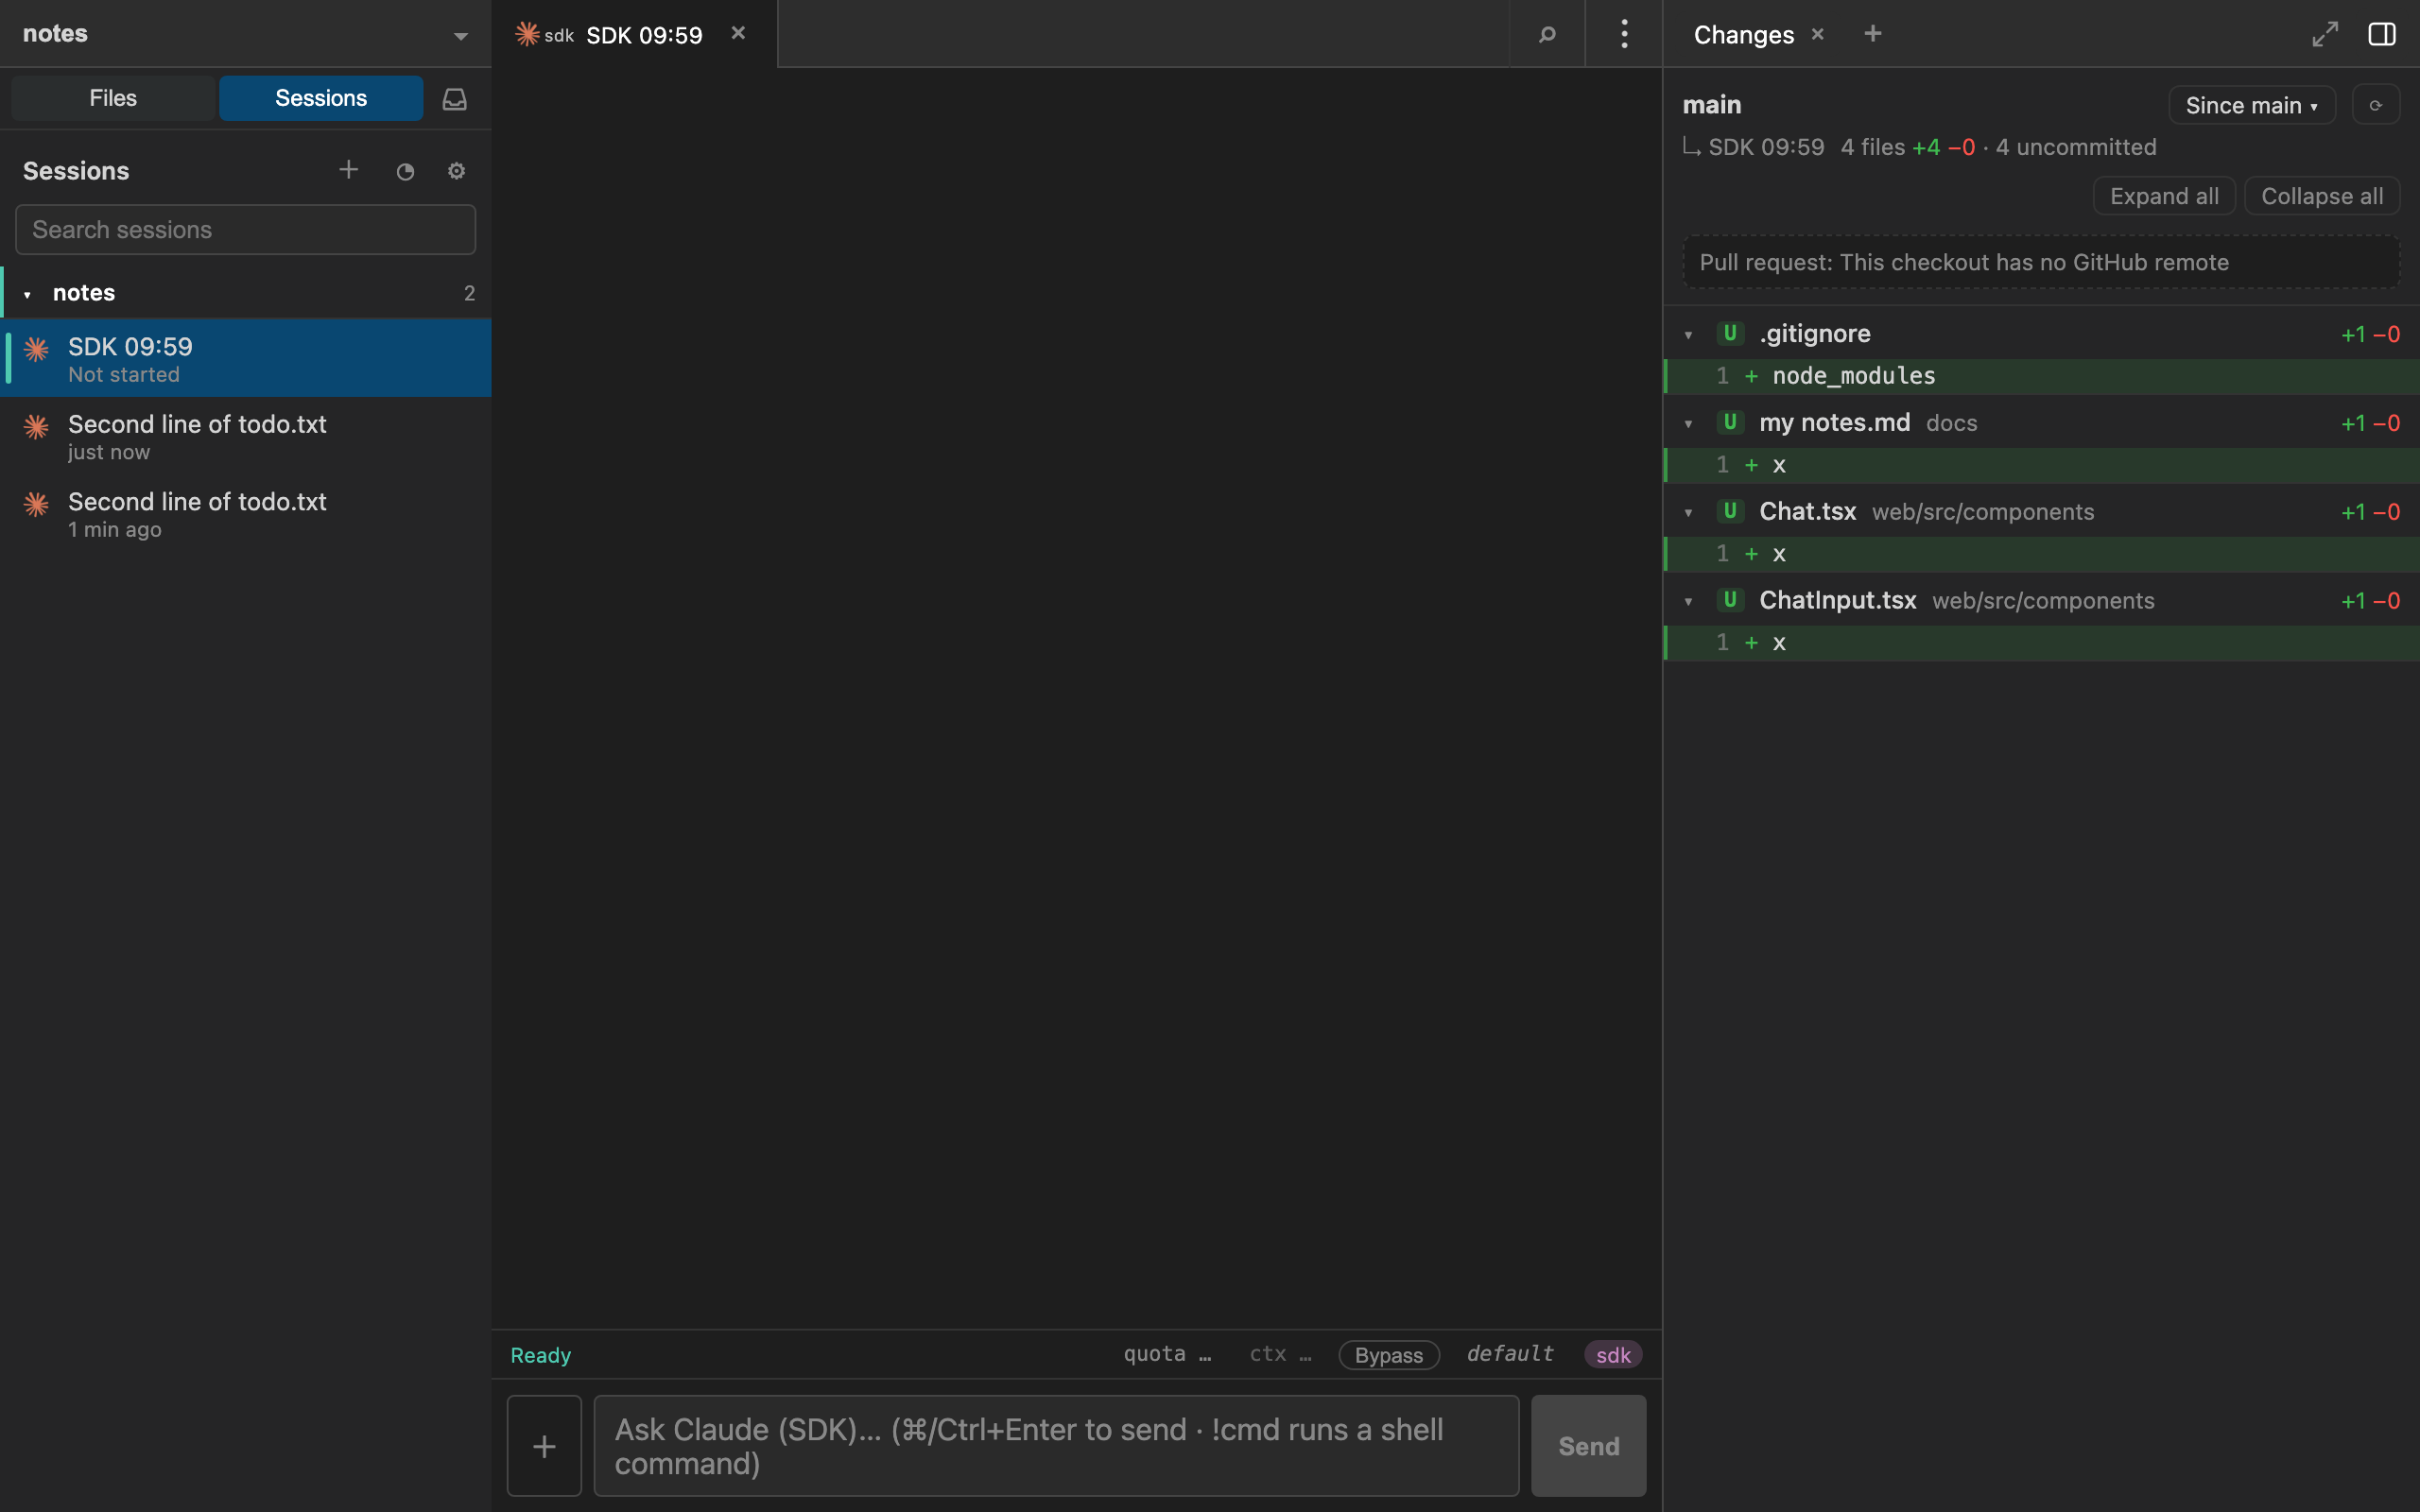 notes
Files
Sessions
Sessions
Search sessions
notes 2
SDK 09:59
Not started
Second line of todo.txt
just now
Second line of todo.txt
1 min ago
sdk SDK 09:59
Ready
quota …
ctx …
Bypass
default
sdk
Ask Claude (SDK)... (⌘/Ctrl+Enter to send · !cmd runs a shell
command)
Send
Changes
main
Since main
SDK 09:59 4 files +4 −0 · 4 uncommitted
Expand all
Collapse all
Pull request: This checkout has no GitHub remote
U .gitignore +1 −0
1 + node_modules
U my notes.md docs +1 −0
1 + x
U Chat.tsx web/src/components +1 −0
1 + x
U ChatInput.tsx web/src/components +1 −0
1 + x